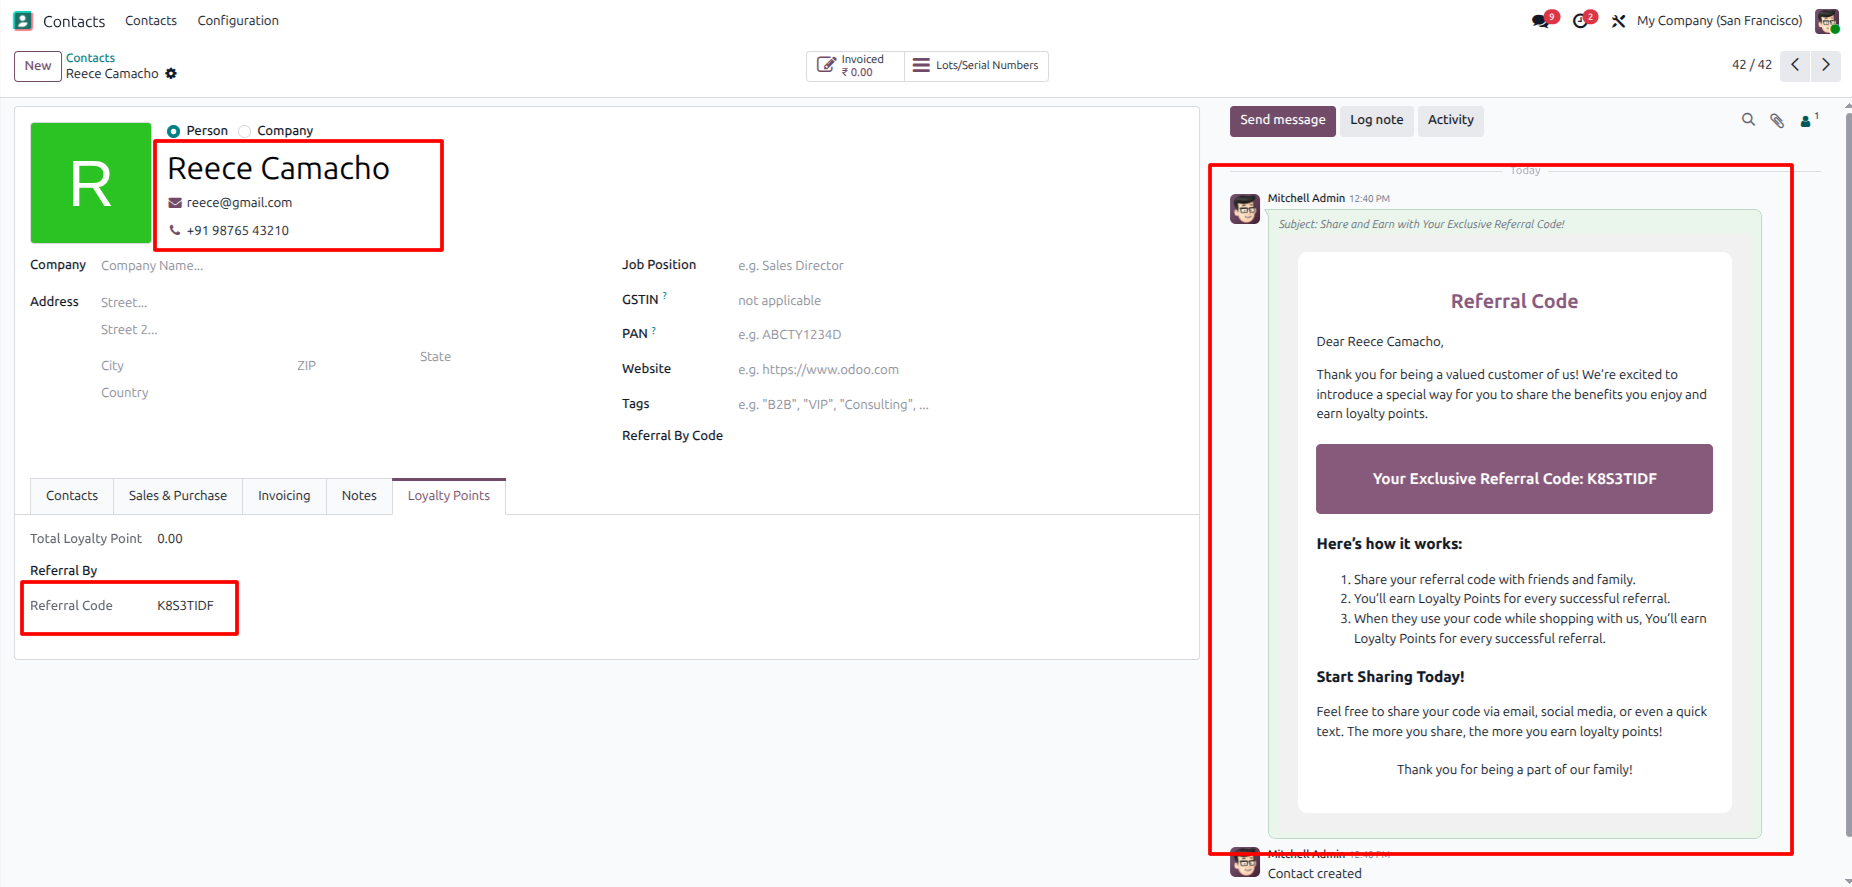 Contacts Contacts Configuration 9 2 My Company (San Francisco)
New Contacts
Reece Camacho
Invoiced
₹ 0.00
Lots/Serial Numbers
42 / 42
R
Person Company
Reece Camacho
reece@gmail.com
+91 98765 43210
Company Company Name...
Address Street...
Street 2...
City ZIP State
Country
Job Position e.g. Sales Director
GSTIN ? not applicable
PAN ? e.g. ABCTY1234D
Website e.g. https://www.odoo.com
Tags e.g. "B2B", "VIP", "Consulting", ...
Referral By Code
Contacts Sales & Purchase Invoicing Notes Loyalty Points
Total Loyalty Point 0.00
Referral By
Referral Code K8S3TIDF
Send message Log note Activity 1
Today
Mitchell Admin 12:40 PM
Subject: Share and Earn with Your Exclusive Referral Code!
Referral Code
Dear Reece Camacho,
Thank you for being a valued customer of us! We’re excited to
introduce a special way for you to share the benefits you enjoy and
earn loyalty points.
Your Exclusive Referral Code: K8S3TIDF
Here’s how it works:
1. Share your referral code with friends and family.
2. You’ll earn Loyalty Points for every successful referral.
3. When they use your code while shopping with us, You’ll earn
Loyalty Points for every successful referral.
Start Sharing Today!
Feel free to share your code via email, social media, or even a quick
text. The more you share, the more you earn loyalty points!
Thank you for being a part of our family!
Mitchell Admin 12:40 PM
Contact created